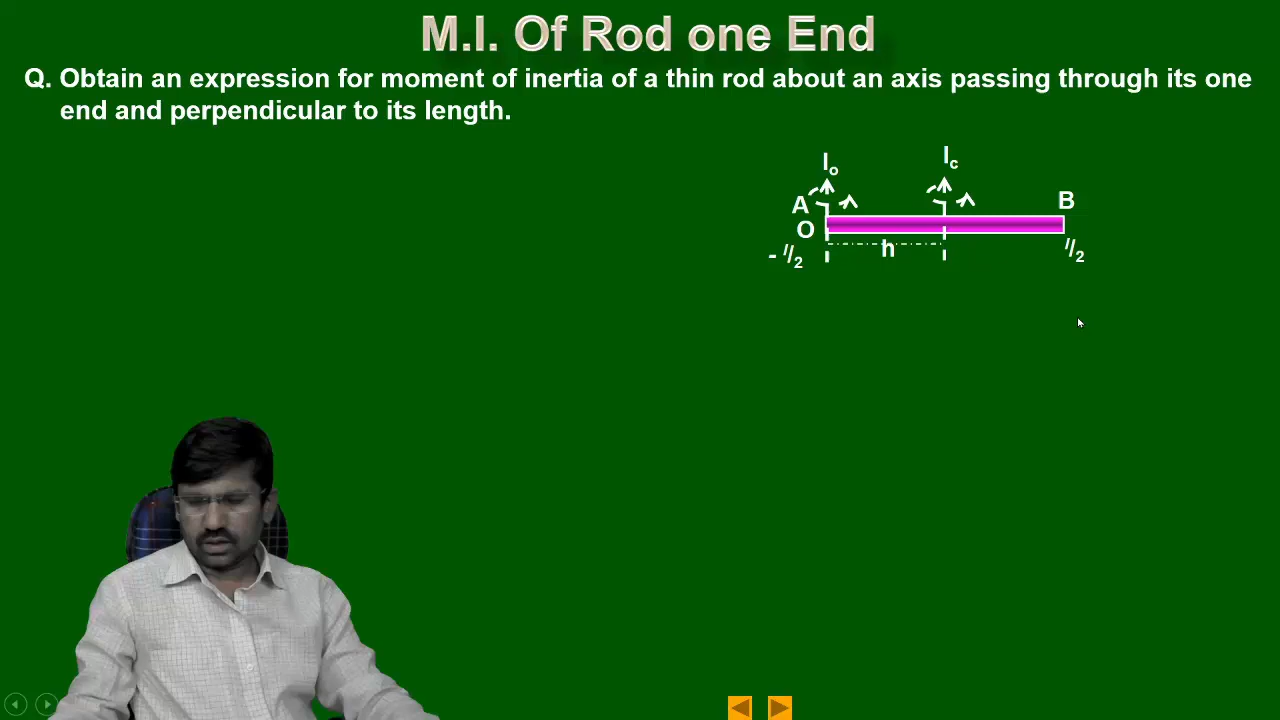 M.I. Of Rod one End
Q. Obtain an expression for moment of inertia of a thin rod about an axis passing through its one
end and perpendicular to its length.
Io Ic
A B
O
- l/2 h l/2